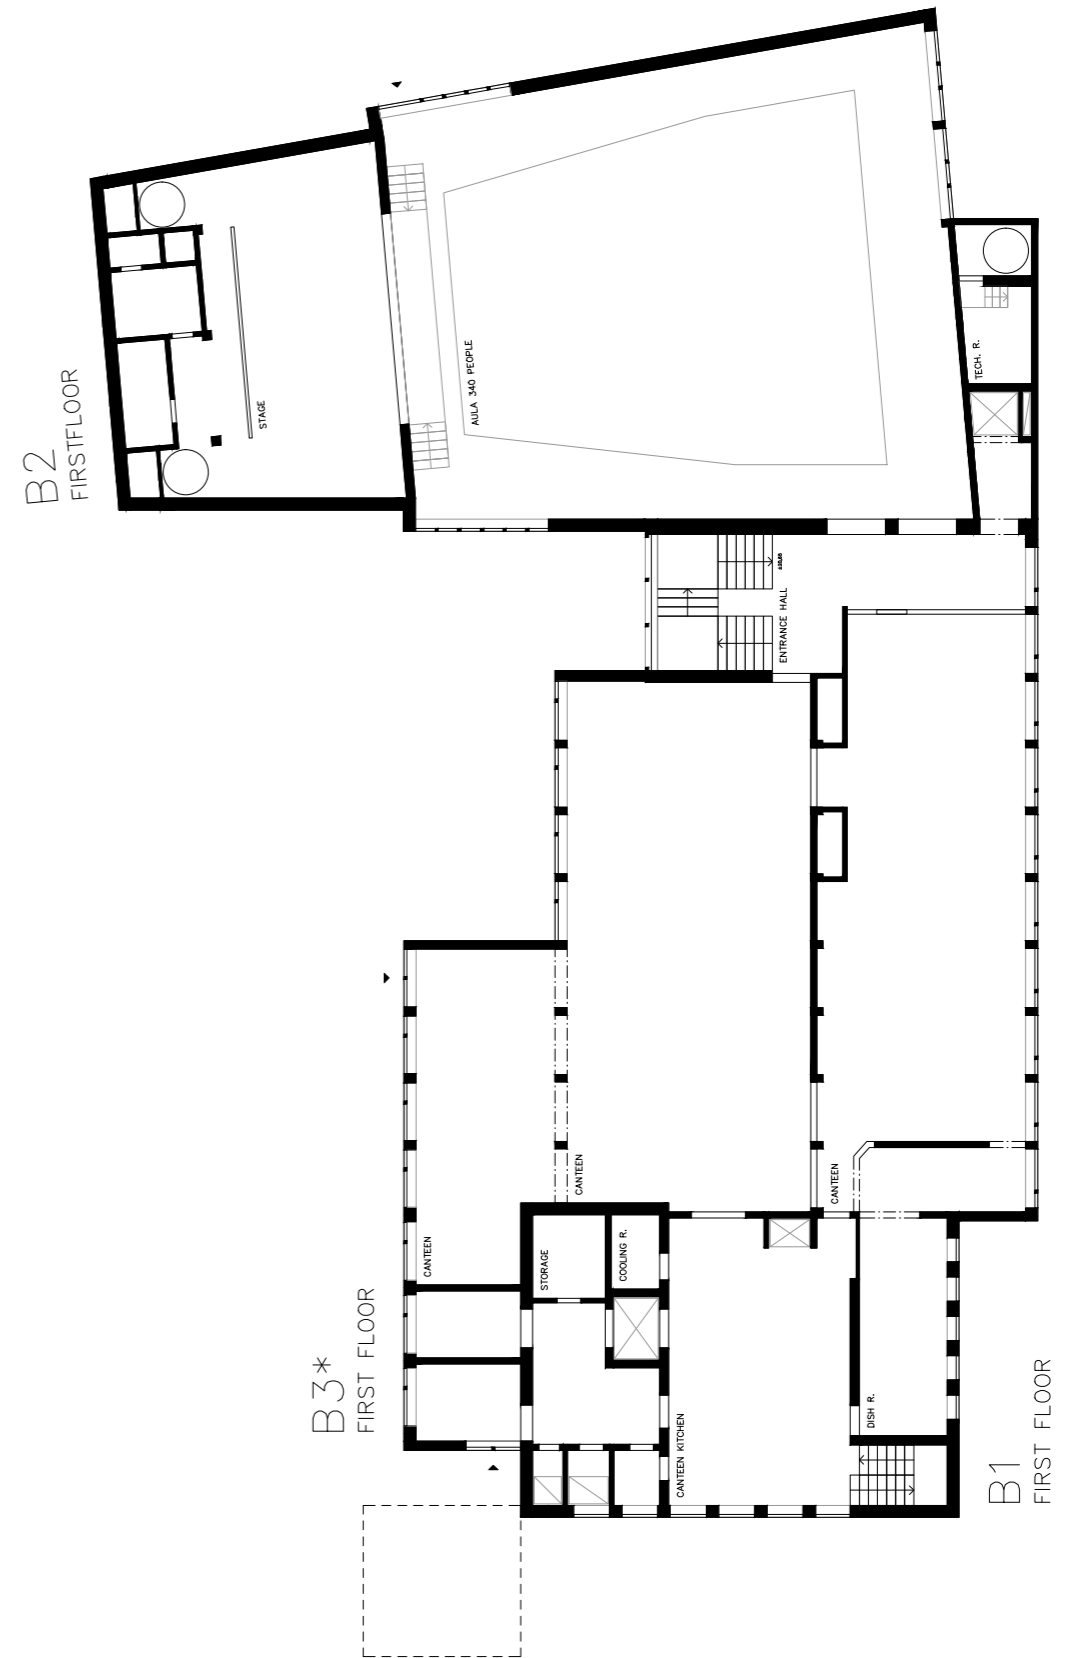 B2
FIRSTFLOOR
STAGE
AULA 340 PEOPLE
TECH. R.
ENTRANCE HALL
CANTEEN
CANTEEN
CANTEEN
STORAGE
COOLING R.
B3*
FIRST FLOOR
CANTEEN KITCHEN
DISH R.
B1
FIRST FLOOR